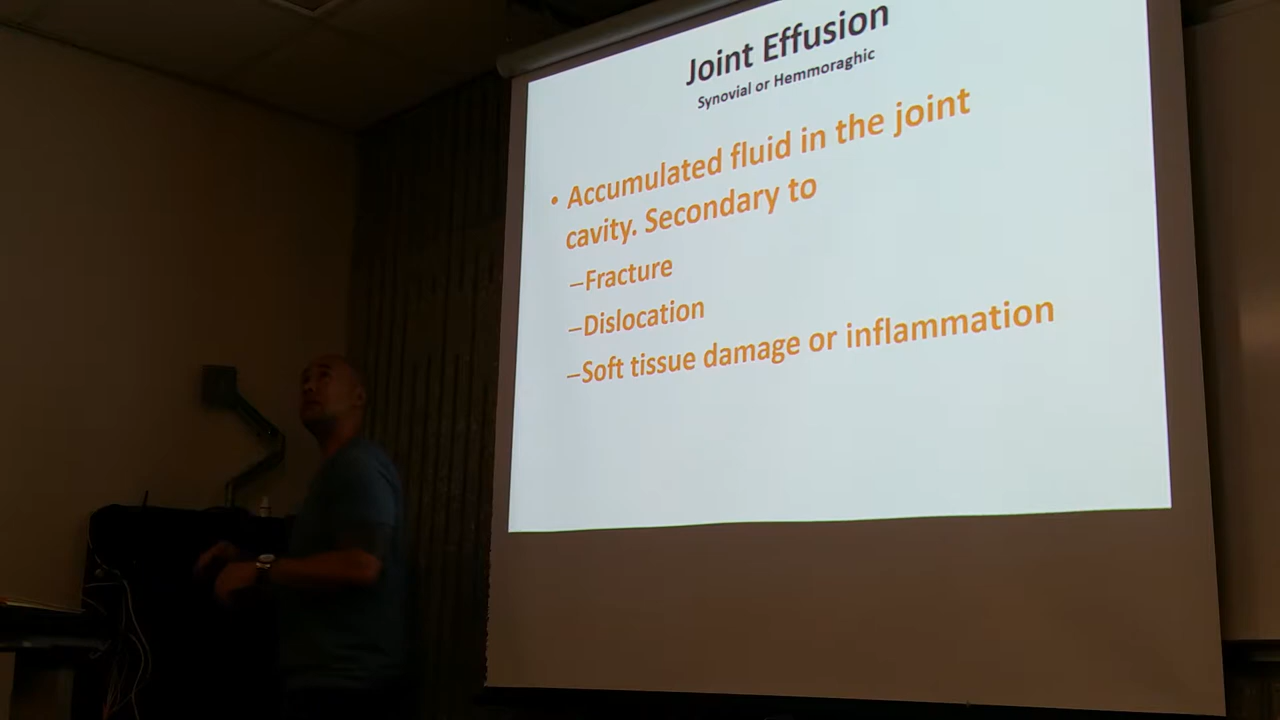 Joint Effusion
Synovial or Hemmoraghic
• Accumulated fluid in the joint
cavity. Secondary to
–Fracture
–Dislocation
–Soft tissue damage or inflammation